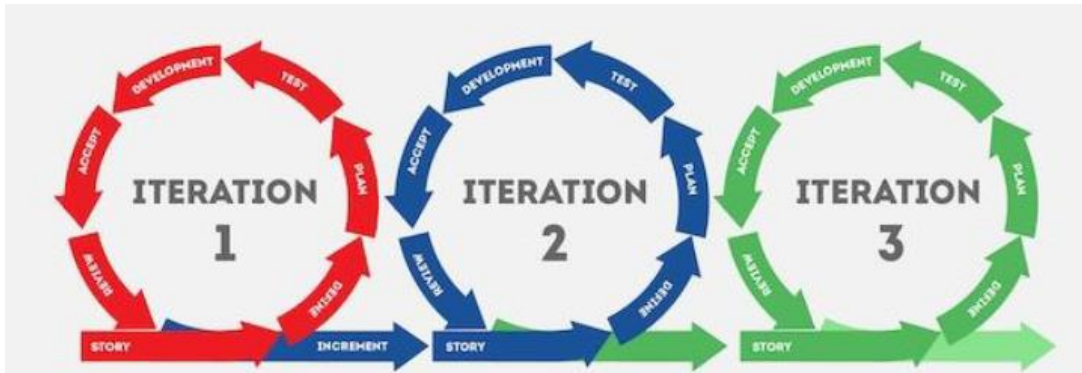 STORY
DEFINE
PLAN
TEST
DEVELOPMENT
ACCEPT
REVIEW
ITERATION
1
INCREMENT
STORY
DEFINE
PLAN
TEST
DEVELOPMENT
ACCEPT
REVIEW
ITERATION
2
STORY
DEFINE
PLAN
TEST
DEVELOPMENT
ACCEPT
REVIEW
ITERATION
3